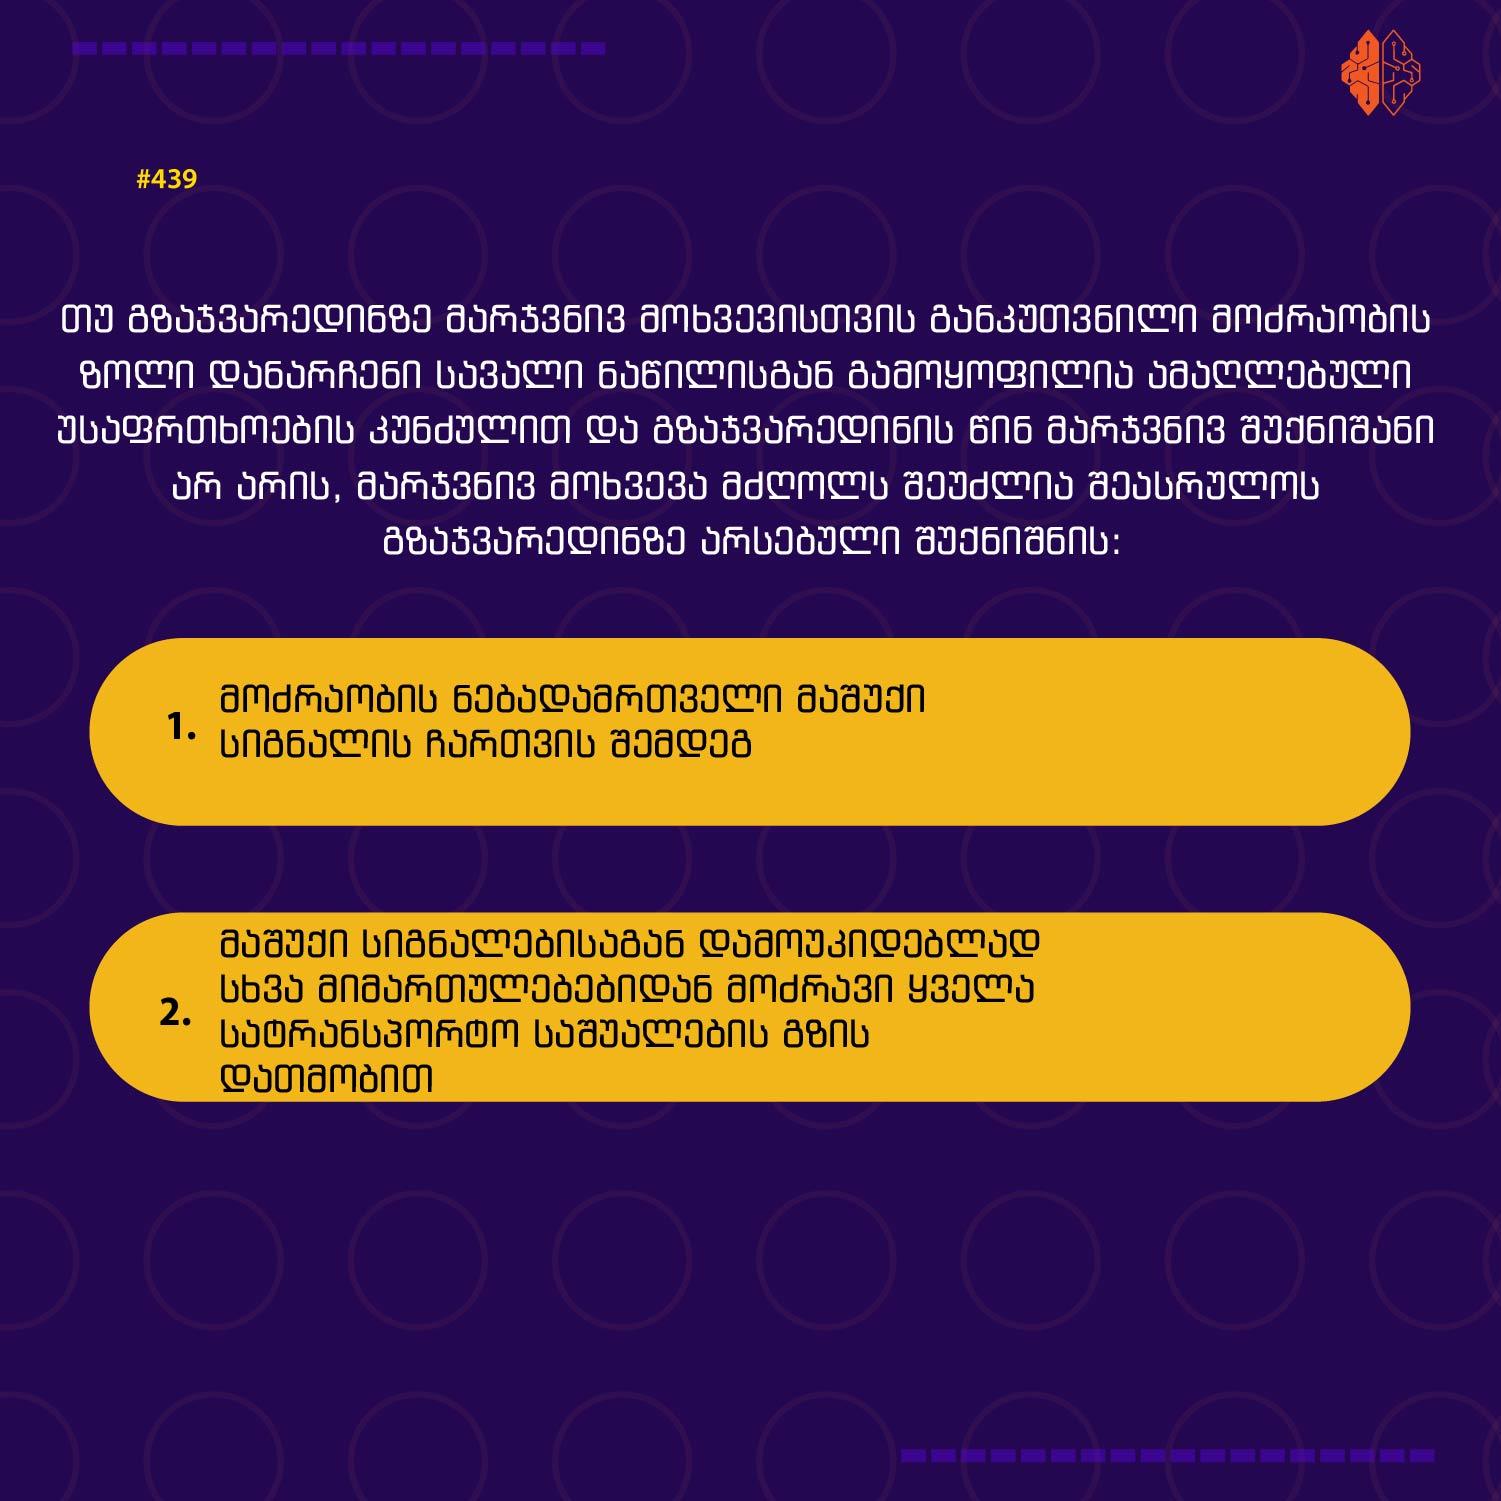 #439
თუ გზაჯვარედინზე მარჯვნივ მოხვევისთვის განკუთვნილი მოძრაობის
ზოლი დანარჩენი სავალი ნაწილისგან გამოყოფილია ამაღლებული
უსაფრთხოების კუნძულით და გზაჯვარედინის წინ მარჯვნივ შუქნიშანი
არ არის, მარჯვნივ მოხვევა მძღოლს შეუძლია შეასრულოს
გზაჯვარედინზე არსებული შუქნიშნის:
1. მოძრაობის ნებადამრთველი მაშუქი
სიგნალის ჩართვის შემდეგ
2. მაშუქი სიგნალებისაგან დამოუკიდებლად
სხვა მიმართულებებიდან მოძრავი ყველა
სატრანსპორტო საშუალების გზის
დათმობით